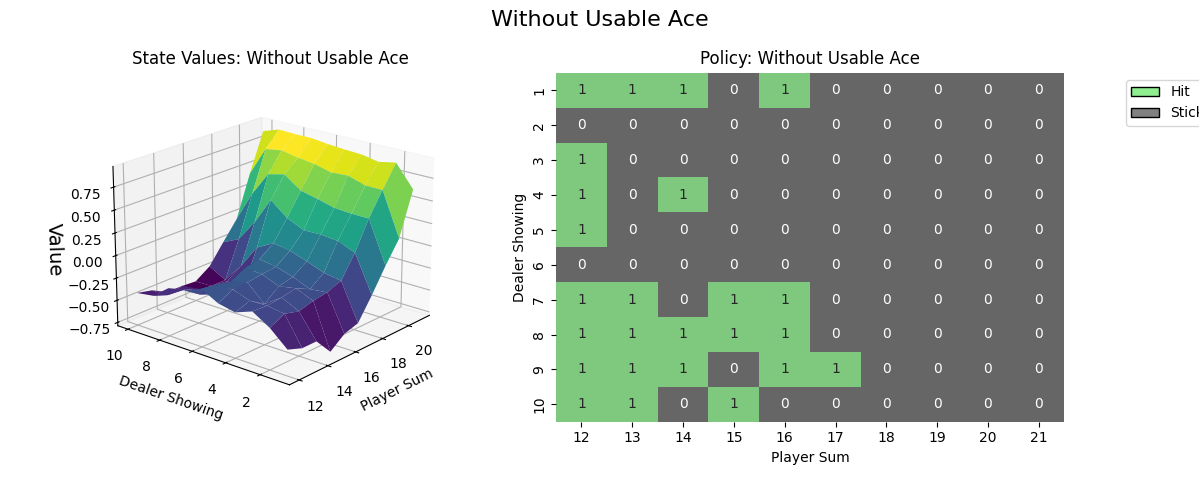 Without Usable Ace
State Values: Without Usable Ace
0.75
0.50
0.25
0.00
−0.25
−0.50
−0.75
Value
10
8
6
4
2
Dealer Showing
12
14
16
18
20
Player Sum
Policy: Without Usable Ace
1 1 1 1 0 1 0 0 0 0 0
2 0 0 0 0 0 0 0 0 0 0
3 1 0 0 0 0 0 0 0 0 0
4 1 0 1 0 0 0 0 0 0 0
5 1 0 0 0 0 0 0 0 0 0
6 0 0 0 0 0 0 0 0 0 0
7 1 1 0 1 1 0 0 0 0 0
8 1 1 1 1 1 0 0 0 0 0
9 1 1 1 0 1 1 0 0 0 0
10 1 1 0 1 0 0 0 0 0 0
Dealer Showing
12 13 14 15 16 17 18 19 20 21
Player Sum
Hit
Stick